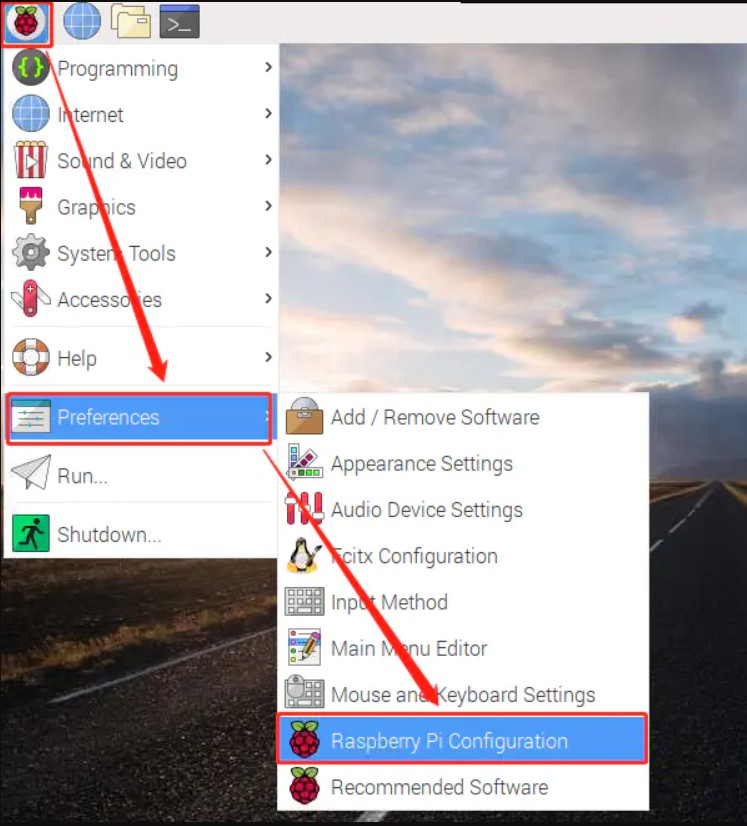 Programming
Internet
Sound & Video
Graphics
System Tools
Accessories
Help
Preferences
Run...
Shutdown...
Add / Remove Software
Appearance Settings
Audio Device Settings
Fcitx Configuration
Input Method
Main Menu Editor
Mouse and Keyboard Settings
Raspberry Pi Configuration
Recommended Software